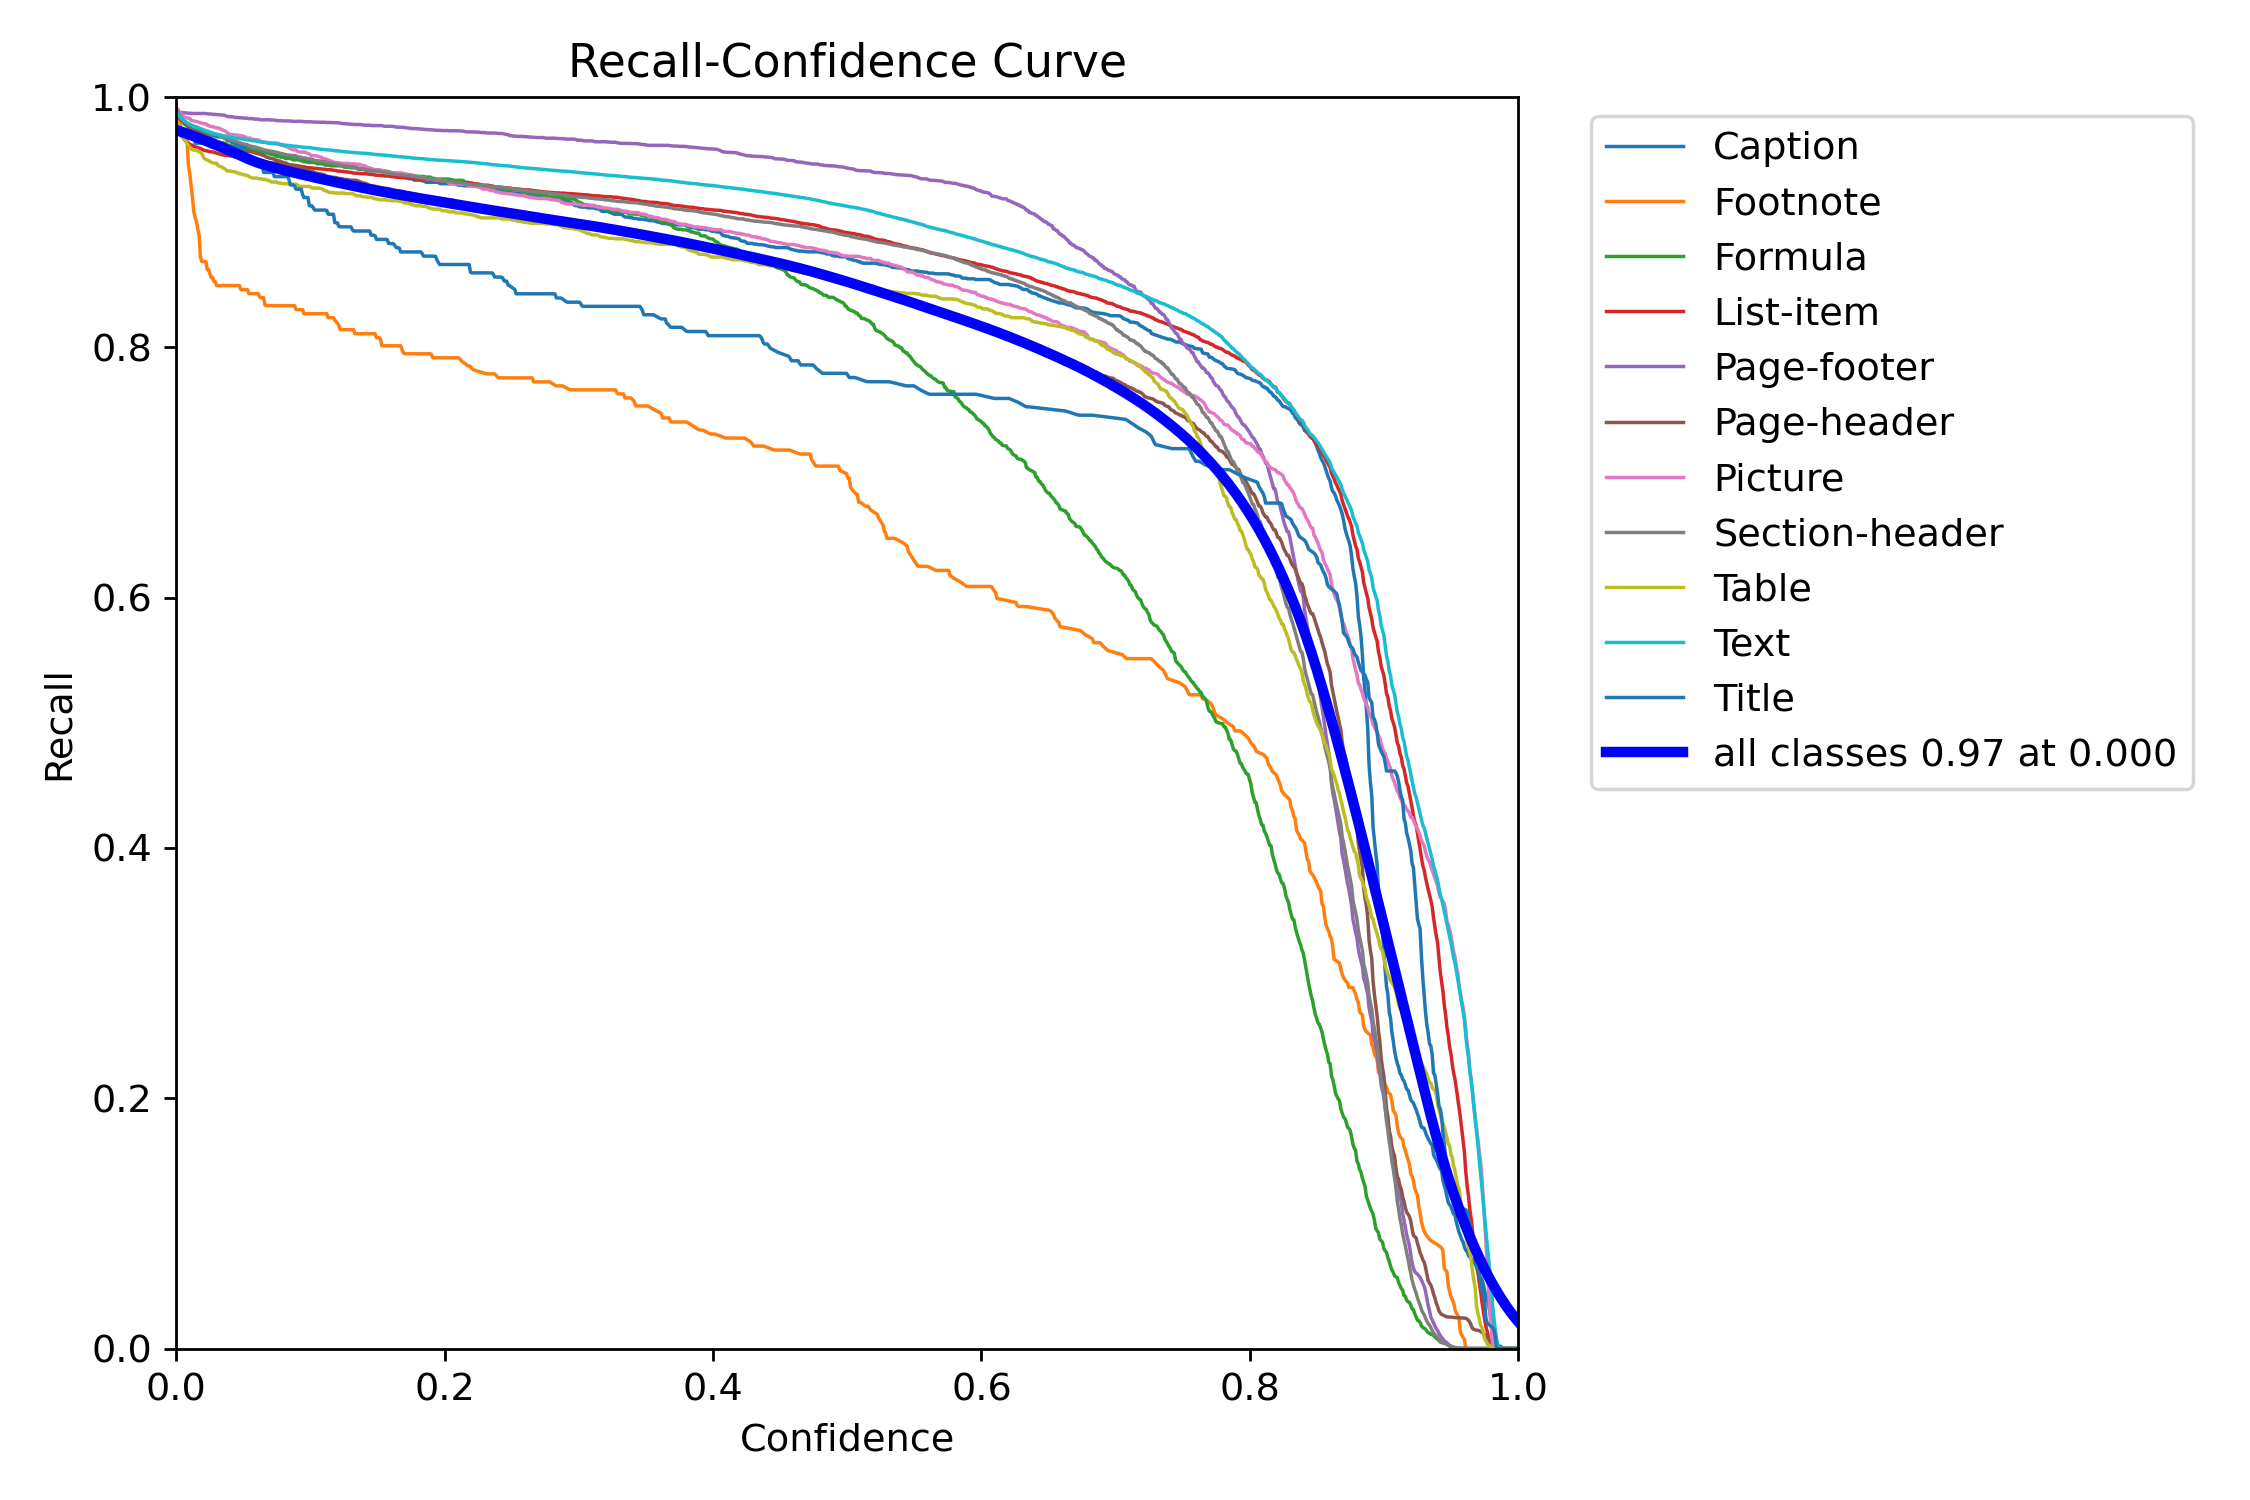 Recall-Confidence Curve
1.0
0.8
0.6
0.4
0.2
0.0
Recall
0.0 0.2 0.4 0.6 0.8 1.0
Confidence
Caption
Footnote
Formula
List-item
Page-footer
Page-header
Picture
Section-header
Table
Text
Title
all classes 0.97 at 0.000